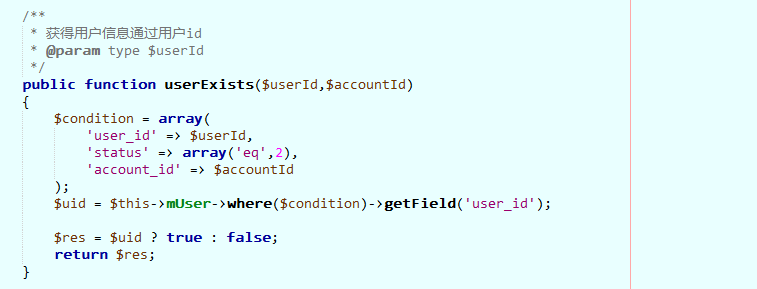 /**
 * 获得用户信息通过用户id
 * @param type $userId
 */
public function userExists($userId,$accountId)
{
    $condition = array(
        'user_id' => $userId,
        'status' => array('eq',2),
        'account_id' => $accountId
    );
    $uid = $this->mUser->where($condition)->getField('user_id');

    $res = $uid ? true : false;
    return $res;
}